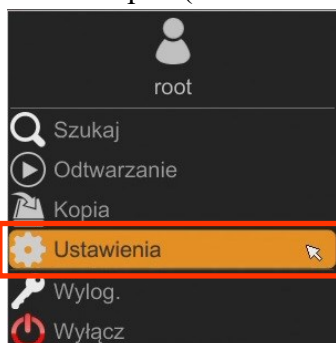 root
Szukaj
Odtwarzanie
Kopia
Ustawienia
Wylog.
Wyłącz